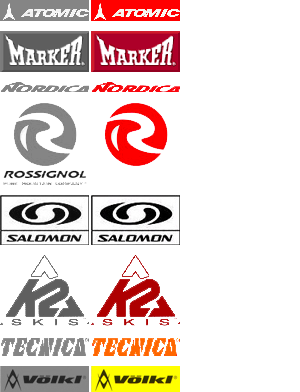 ATOMIC ATOMIC
MARKER. MARKER.
NORDICA NORDICA
ROSSIGNOL
SALOMON SALOMON
K2 K2
SKIS SKIS
TECNICA TECNICA
Völkl Völkl